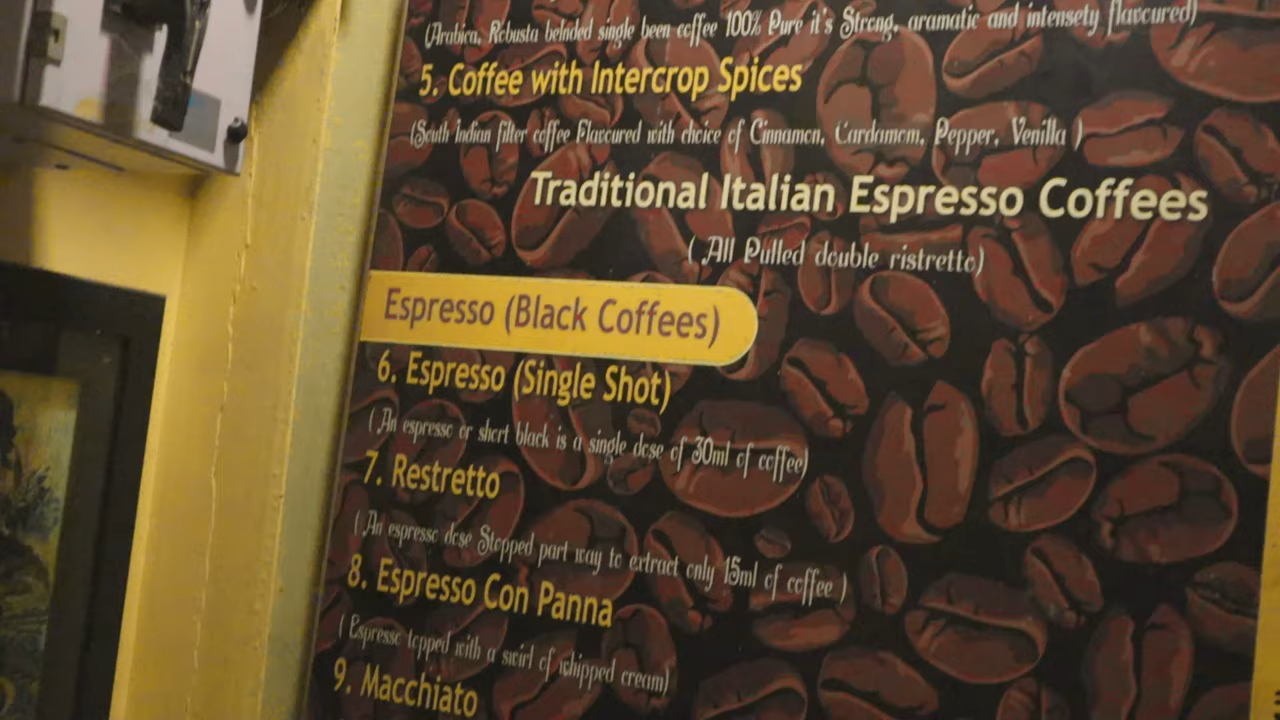 (Arabica, Robusta belnded single been coffee 100% Pure it's Strong, aramatic and intensety flavoured)
5. Coffee with Intercrop Spices
(South Indian filter coffee Flavoured with choice of Cinnamon, Cardamom, Pepper, Venilla )
Traditional Italian Espresso Coffees
( All Pulled double ristretto)
Espresso (Black Coffees)
6. Espresso (Single Shot)
( An espresso or short black is a single dose of 30ml of coffee)
7. Restretto
( An espresso dose Stopped part way to extract only 15ml of coffee )
8. Espresso Con Panna
( Espresso topped with a swirl of whipped cream)
9. Macchiato